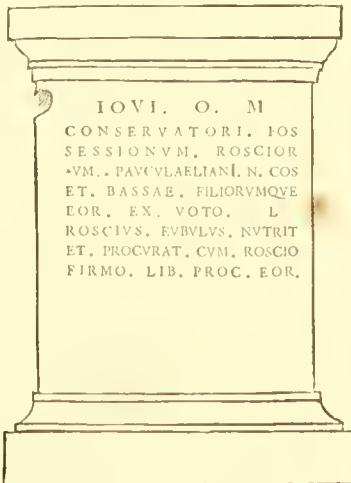 IOVI. O. M
CONSERVATORI. POS
SESSIONVM. ROSCIOR
VM. PAVCVLAELIANI. N. COS
ET. BASSAE. FILIORVMQVE
EOR. EX. VOTO. L
ROSCIVS. EVBVLVS. NVTRIT
ET. PROCVRAT. CVM. ROSCIO
FIRMO. LIB. PROC. EOR.